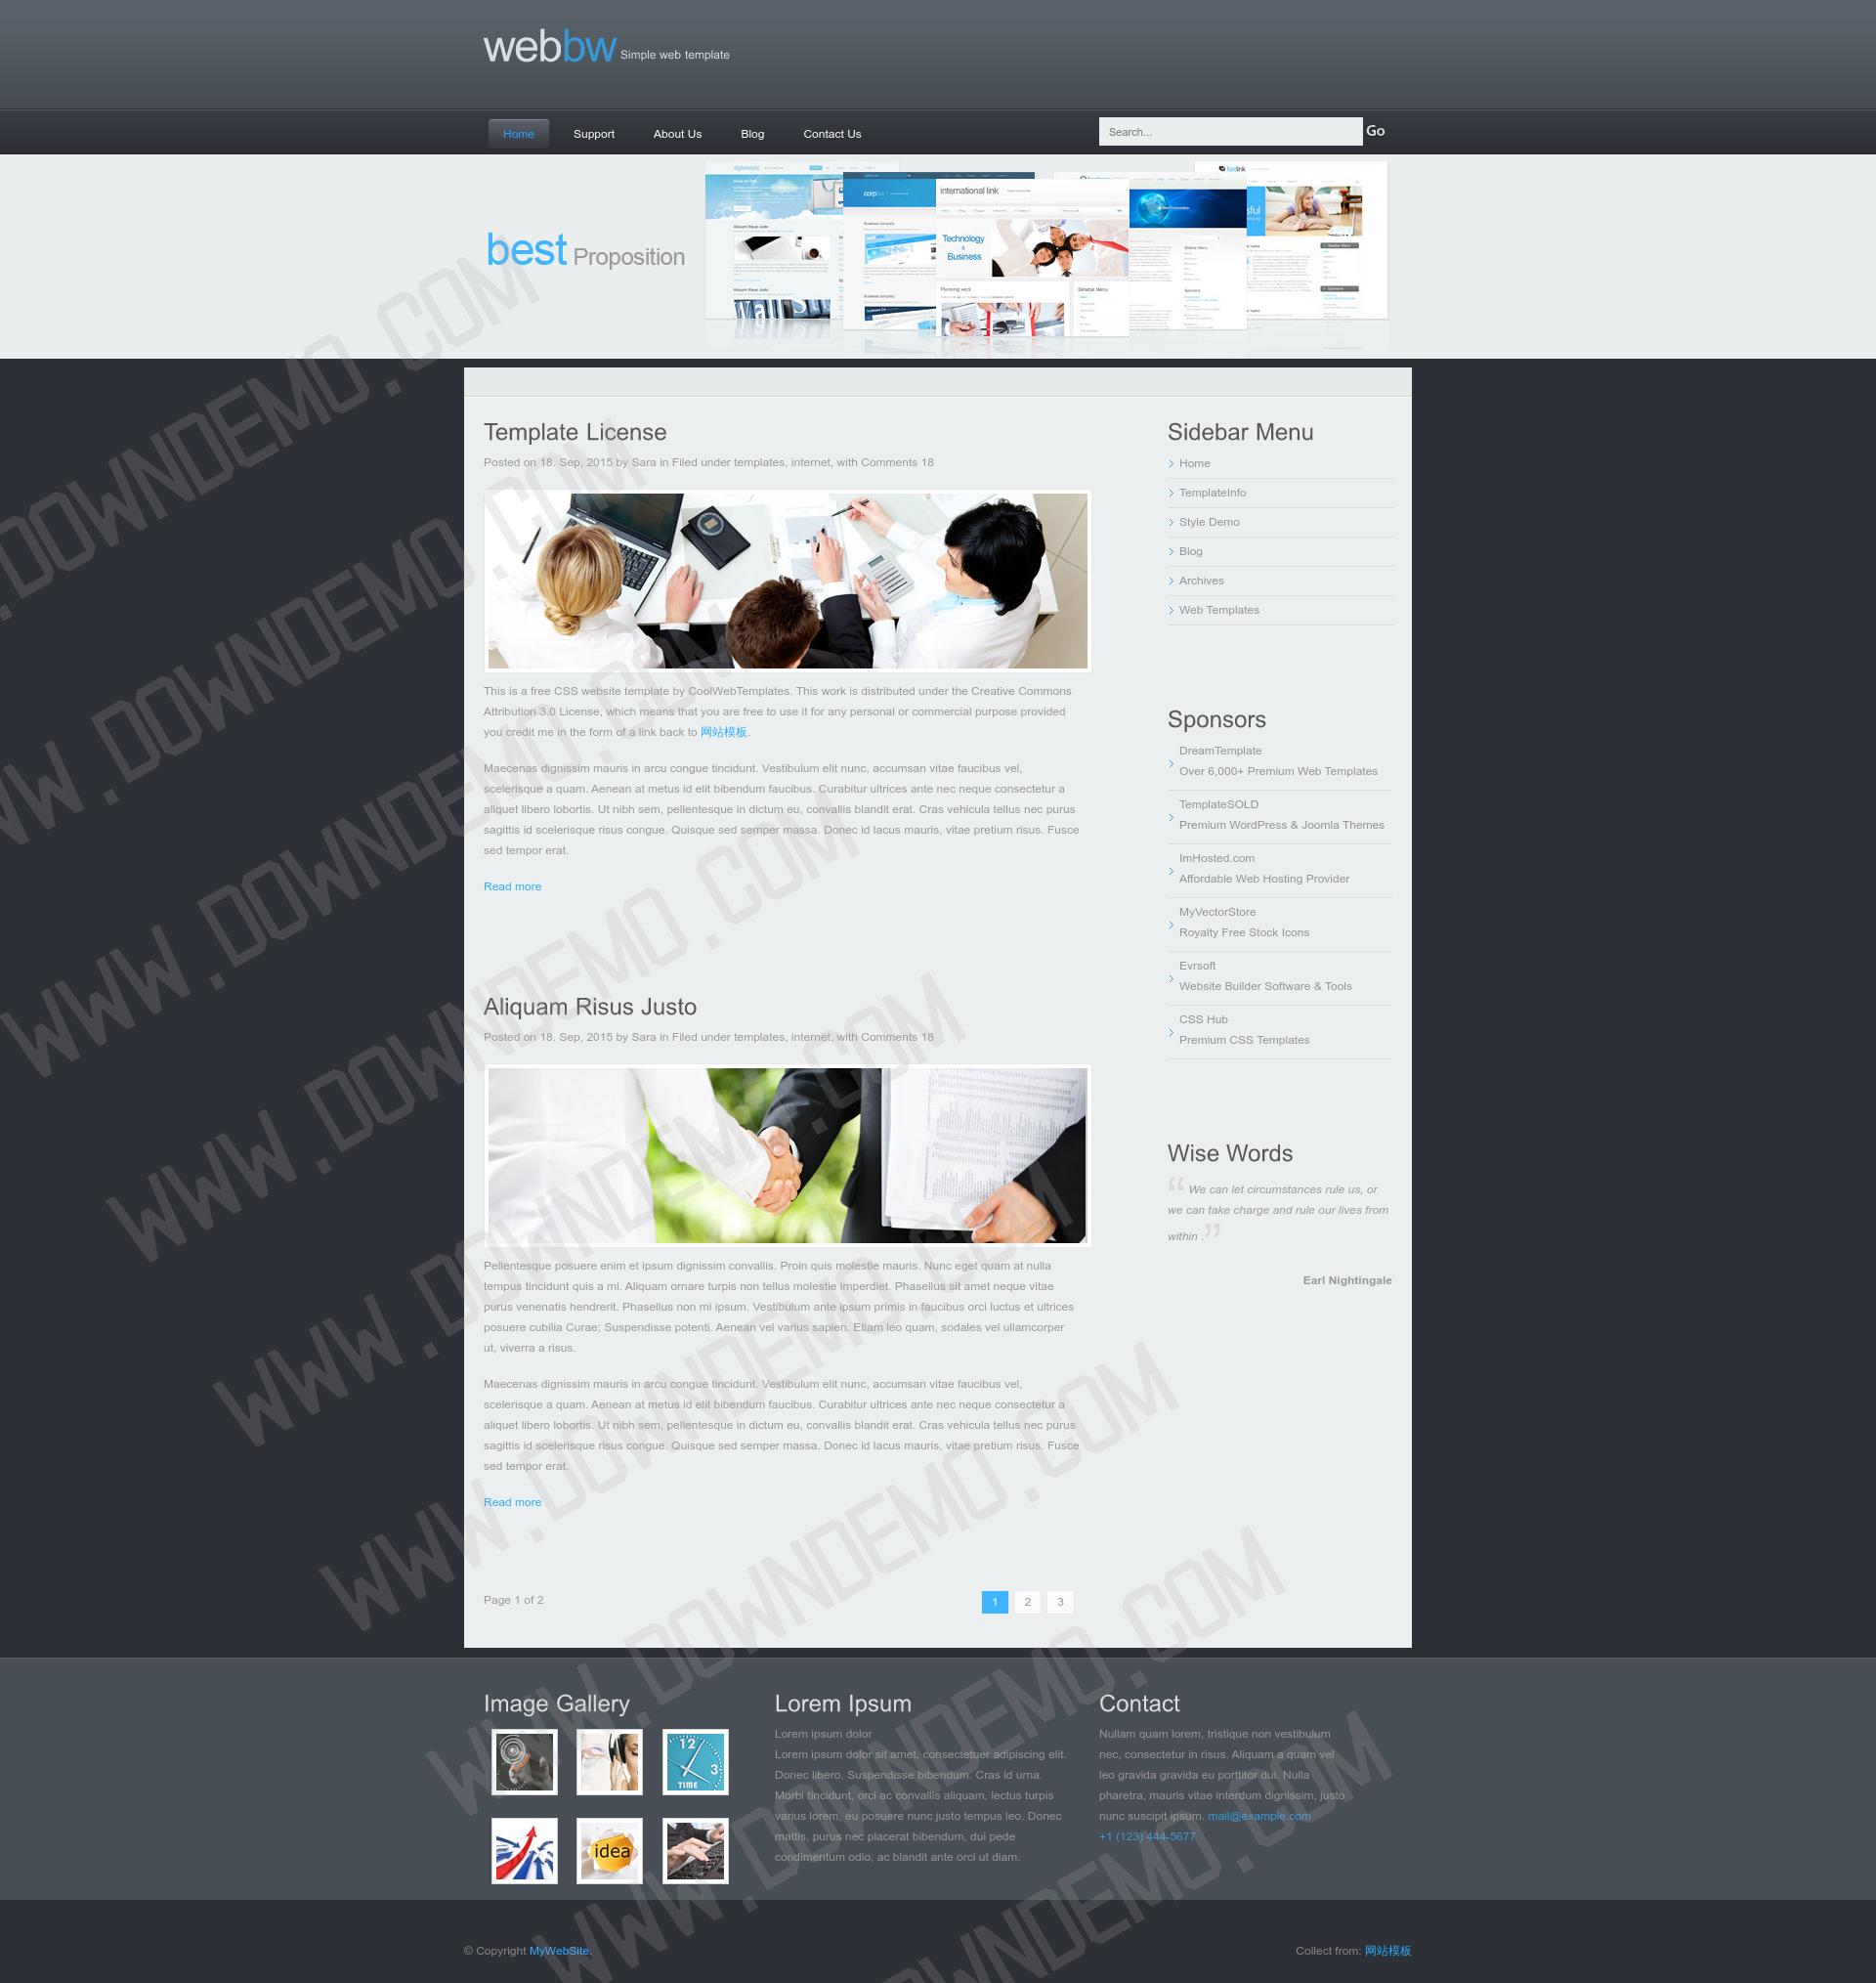 webbw Simple web template
Home Support About Us Blog Contact Us
Search... Go
best Proposition
international link
Technology
&
Business
Template License
Posted on 18. Sep, 2015 by Sara in Filed under templates, internet, with Comments 18
This is a free CSS website template by CoolWebTemplates. This work is distributed under the Creative Commons
Attribution 3.0 License, which means that you are free to use it for any personal or commercial purpose provided
you credit me in the form of a link back to 网站模板.
Maecenas dignissim mauris in arcu congue tincidunt. Vestibulum elit nunc, accumsan vitae faucibus vel,
scelerisque a quam. Aenean at metus id elit bibendum faucibus. Curabitur ultrices ante nec neque consectetur a
aliquet libero lobortis. Ut nibh sem, pellentesque in dictum eu, convallis blandit erat. Cras vehicula tellus nec purus
sagittis id scelerisque risus congue. Quisque sed semper massa. Donec id lacus mauris, vitae pretium risus. Fusce
sed tempor erat.
Read more
Aliquam Risus Justo
Posted on 18. Sep, 2015 by Sara in Filed under templates, internet, with Comments 18
Pellentesque posuere enim et ipsum dignissim convallis. Proin quis molestie mauris. Nunc eget quam at nulla
tempus tincidunt quis a mi. Aliquam ornare turpis non tellus molestie imperdiet. Phasellus sit amet neque vitae
purus venenatis hendrerit. Phasellus non mi ipsum. Vestibulum ante ipsum primis in faucibus orci luctus et ultrices
posuere cubilia Curae; Suspendisse potenti. Aenean vel varius sapien. Etiam leo quam, sodales vel ullamcorper
ut, viverra a risus.
Maecenas dignissim mauris in arcu congue tincidunt. Vestibulum elit nunc, accumsan vitae faucibus vel,
scelerisque a quam. Aenean at metus id elit bibendum faucibus. Curabitur ultrices ante nec neque consectetur a
aliquet libero lobortis. Ut nibh sem, pellentesque in dictum eu, convallis blandit erat. Cras vehicula tellus nec purus
sagittis id scelerisque risus congue. Quisque sed semper massa. Donec id lacus mauris, vitae pretium risus. Fusce
sed tempor erat.
Read more
Page 1 of 2 1 2 3
Sidebar Menu
Home
TemplateInfo
Style Demo
Blog
Archives
Web Templates
Sponsors
DreamTemplate
Over 6,000+ Premium Web Templates
TemplateSOLD
Premium WordPress & Joomla Themes
ImHosted.com
Affordable Web Hosting Provider
MyVectorStore
Royalty Free Stock Icons
Evrsoft
Website Builder Software & Tools
CSS Hub
Premium CSS Templates
Wise Words
“ We can let circumstances rule us, or
we can take charge and rule our lives from
within .”
Earl Nightingale
Image Gallery
12
3
TIME
idea
Lorem Ipsum
Lorem ipsum dolor
Lorem ipsum dolor sit amet, consectetuer adipiscing elit.
Donec libero. Suspendisse bibendum. Cras id urna.
Morbi tincidunt, orci ac convallis aliquam, lectus turpis
varius lorem, eu posuere nunc justo tempus leo. Donec
mattis, purus nec placerat bibendum, dui pede
condimentum odio, ac blandit ante orci ut diam.
Contact
Nullam quam lorem, tristique non vestibulum
nec, consectetur in risus. Aliquam a quam vel
leo gravida gravida eu porttitor dui. Nulla
pharetra, mauris vitae interdum dignissim, justo
nunc suscipit ipsum. mail@example.com
+1 (123) 444-5677
© Copyright MyWebSite.
Collect from: 网站模板
WWW.DOWNDEMO.COM